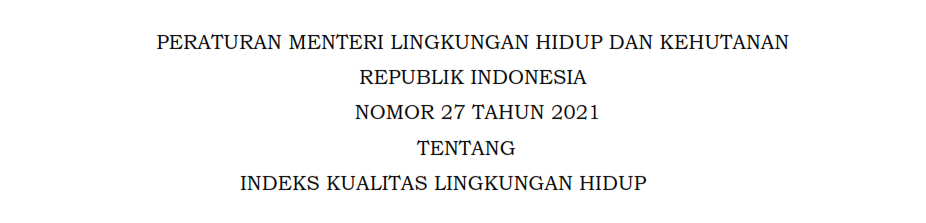 PERATURAN MENTERI LINGKUNGAN HIDUP DAN KEHUTANAN
REPUBLIK INDONESIA
NOMOR 27 TAHUN 2021
TENTANG
INDEKS KUALITAS LINGKUNGAN HIDUP